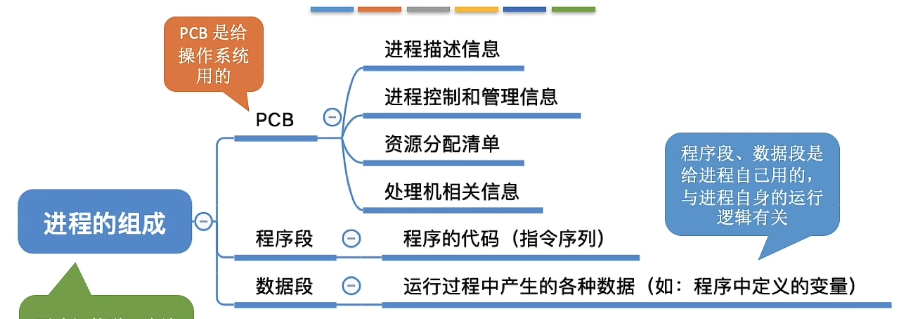 PCB 是给
操作系统
用的
进程描述信息
进程控制和管理信息
PCB
资源分配清单
处理机相关信息
程序段、数据段是
给进程自己用的，
与进程自身的运行
逻辑有关
进程的组成
程序段
程序的代码（指令序列）
数据段
运行过程中产生的各种数据（如：程序中定义的变量）